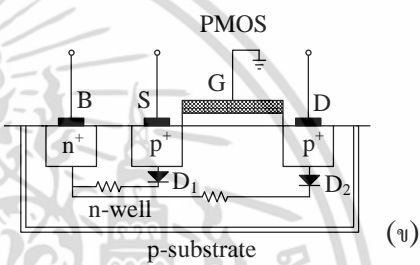 PMOS
B S G D
n⁺ p⁺ p⁺
D₁ D₂
n-well
(ข)
p-substrate